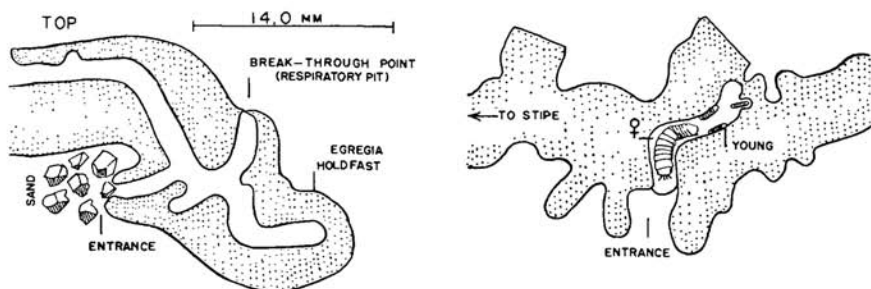 TOP
14.0 MM
BREAK-THROUGH POINT
(RESPIRATORY PIT)
EGREGIA
HOLDFAST
SAND
ENTRANCE
← TO STIPE
♀
YOUNG
ENTRANCE